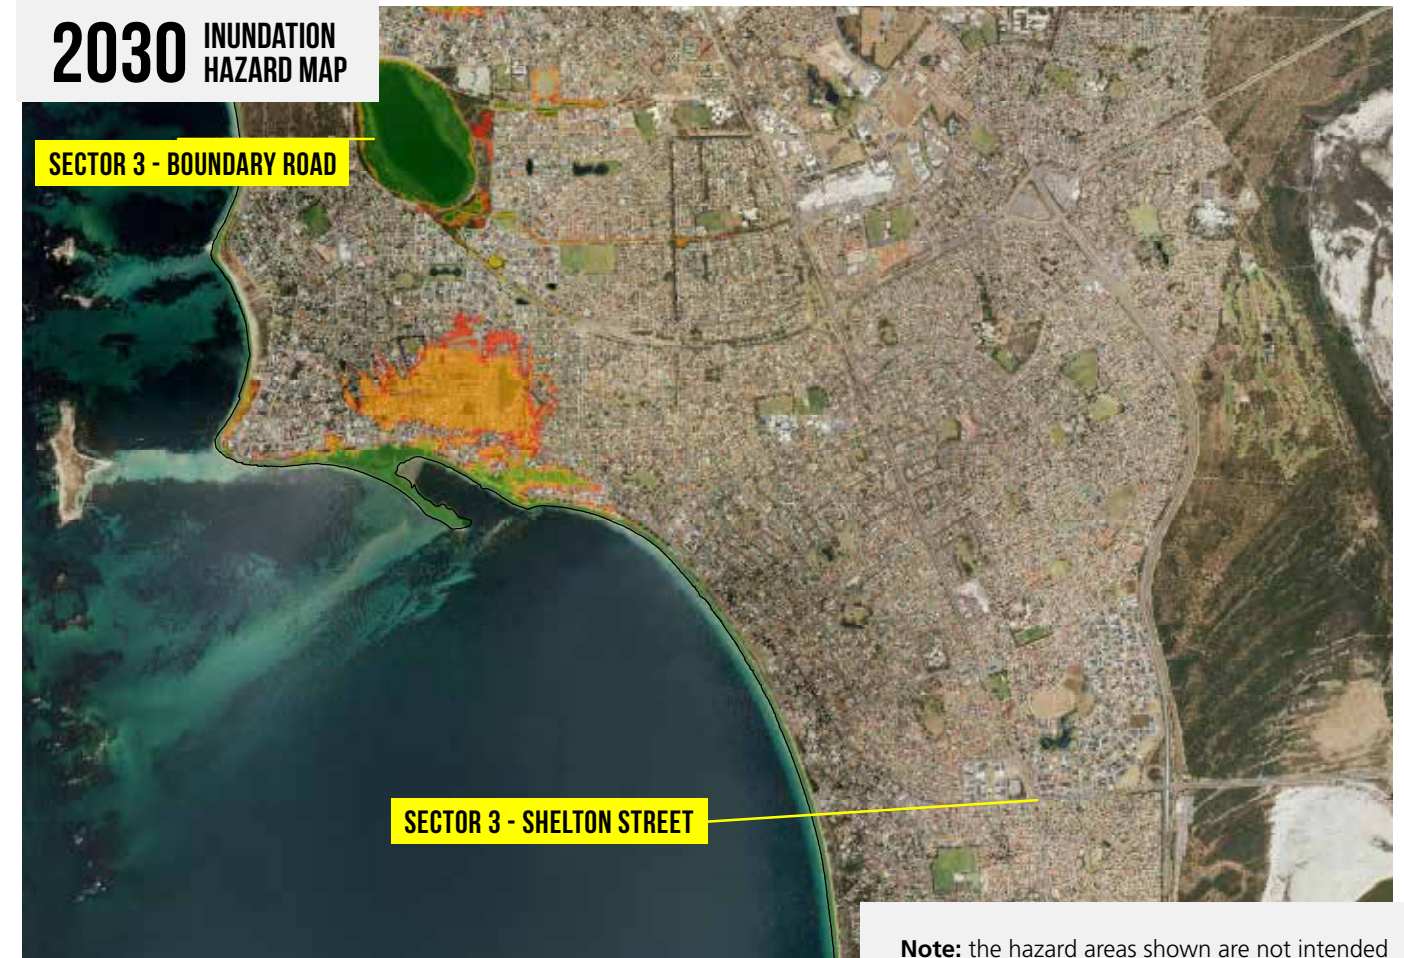 2030 INUNDATION
HAZARD MAP
SECTOR 3 - BOUNDARY ROAD
SECTOR 3 - SHELTON STREET
Note: the hazard areas shown are not intended